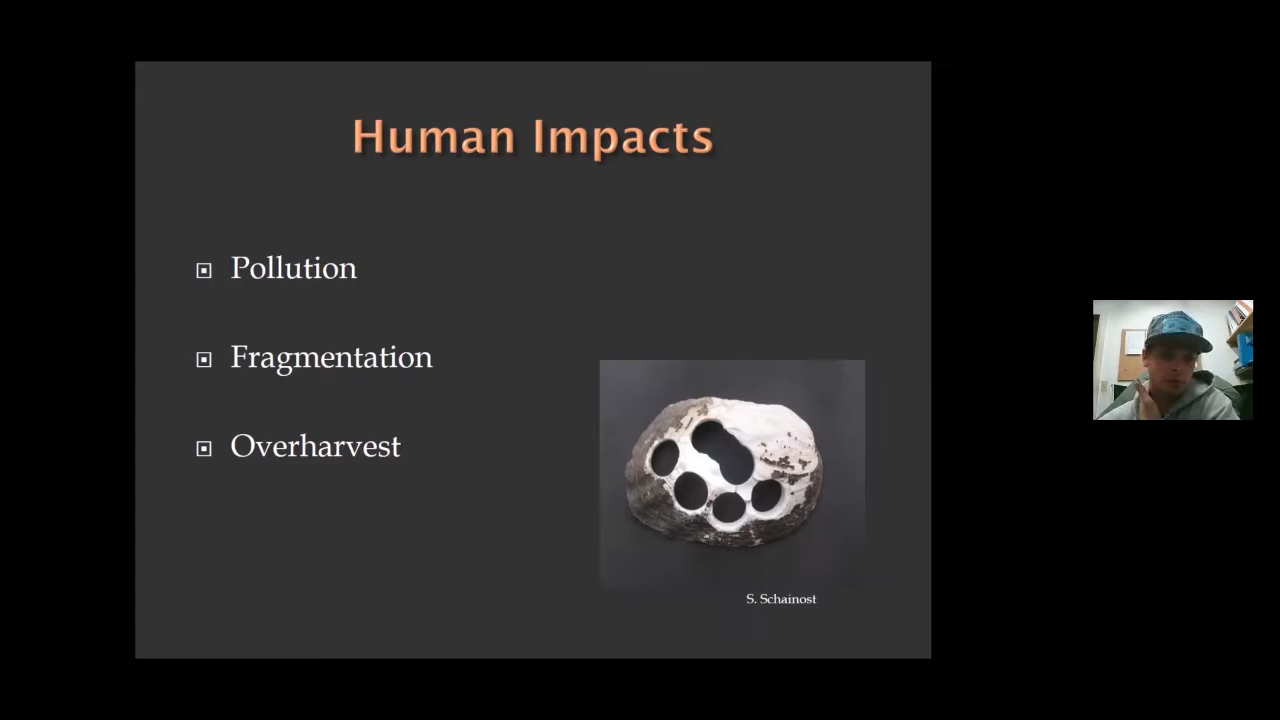 Human Impacts
Pollution
Fragmentation
Overharvest
S. Schainost